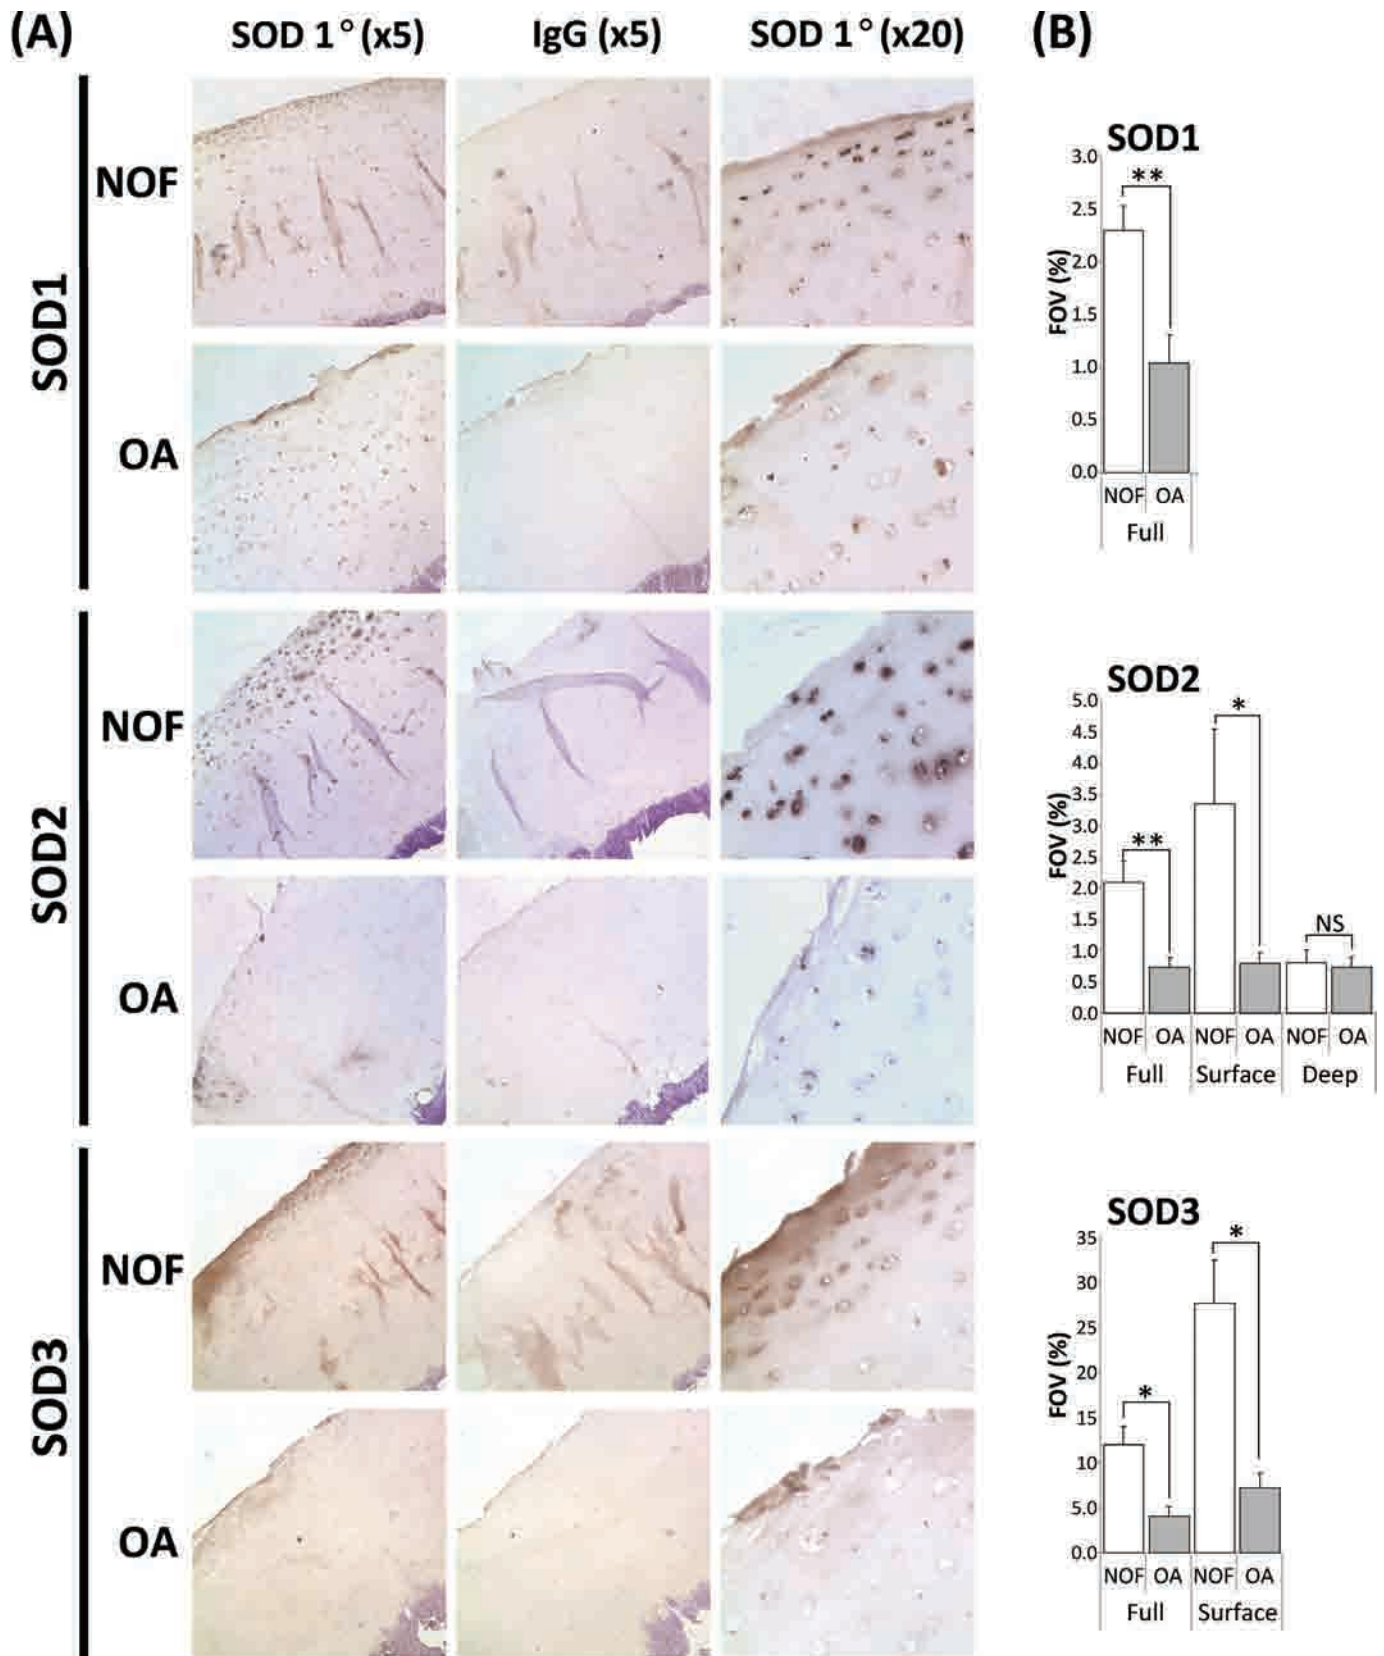 (A)
SOD 1° (x5) IgG (x5) SOD 1° (x20)
SOD1
NOF
OA
SOD2
NOF
OA
SOD3
NOF
OA
(B)
SOD1
FOV (%)
3.0
2.5
2.0
1.5
1.0
0.5
0.0
**
NOF OA
Full
SOD2
FOV (%)
5.0
4.5
4.0
3.5
3.0
2.5
2.0
1.5
1.0
0.5
0.0
**
*
NS
NOF OA NOF OA NOF OA
Full Surface Deep
SOD3
FOV (%)
35
30
25
20
15
10
5.0
0.0
*
*
NOF OA NOF OA
Full Surface